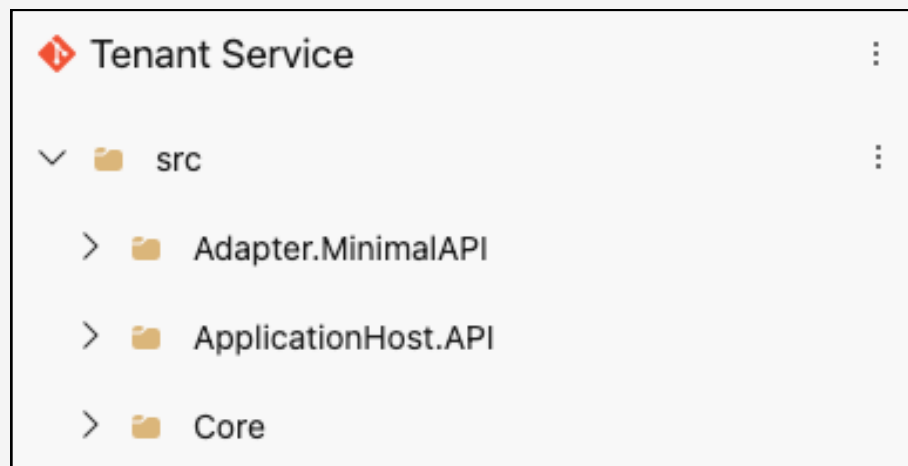 Tenant Service
src
Adapter.MinimalAPI
ApplicationHost.API
Core